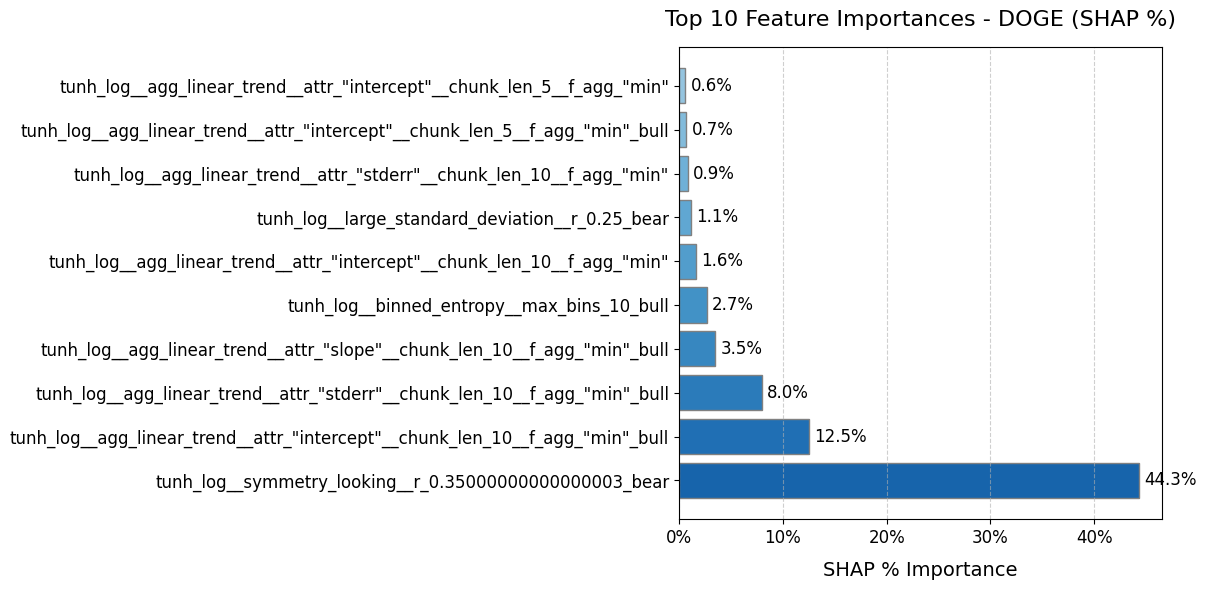 Top 10 Feature Importances - DOGE (SHAP %)
tunh_log__agg_linear_trend__attr_"intercept"__chunk_len_5__f_agg_"min" 0.6%
tunh_log__agg_linear_trend__attr_"intercept"__chunk_len_5__f_agg_"min"_bull 0.7%
tunh_log__agg_linear_trend__attr_"stderr"__chunk_len_10__f_agg_"min" 0.9%
tunh_log__large_standard_deviation__r_0.25_bear 1.1%
tunh_log__agg_linear_trend__attr_"intercept"__chunk_len_10__f_agg_"min" 1.6%
tunh_log__binned_entropy__max_bins_10_bull 2.7%
tunh_log__agg_linear_trend__attr_"slope"__chunk_len_10__f_agg_"min"_bull 3.5%
tunh_log__agg_linear_trend__attr_"stderr"__chunk_len_10__f_agg_"min"_bull 8.0%
tunh_log__agg_linear_trend__attr_"intercept"__chunk_len_10__f_agg_"min"_bull 12.5%
tunh_log__symmetry_looking__r_0.35000000000000003_bear 44.3%
0% 10% 20% 30% 40%
SHAP % Importance